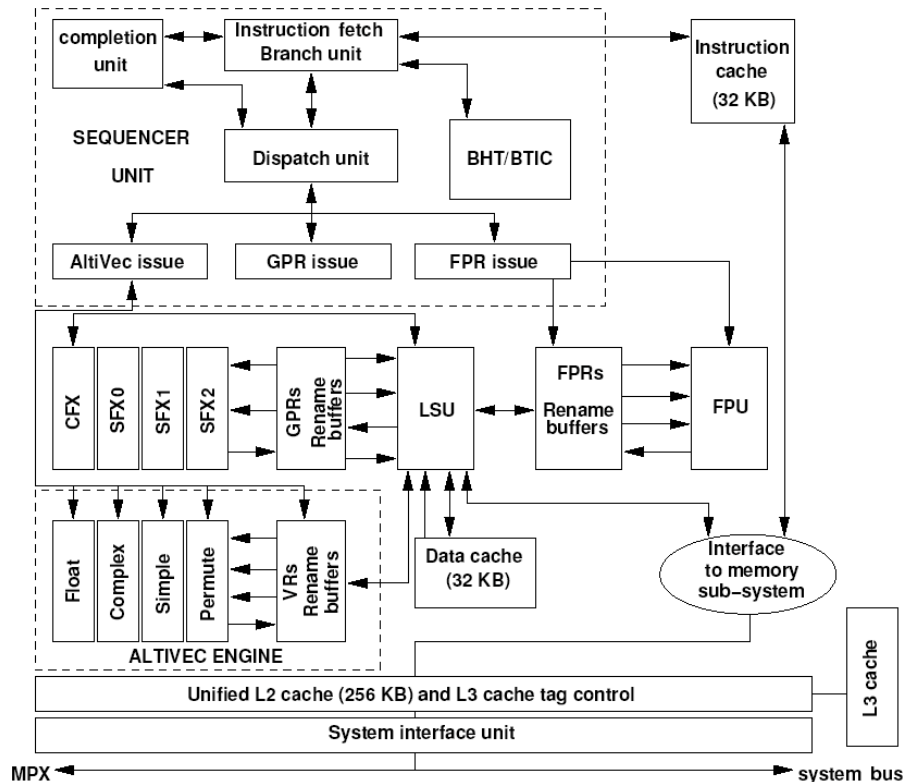 completion
unit
Instruction fetch
Branch unit
Instruction
cache
(32 KB)
SEQUENCER
UNIT
Dispatch unit
BHT/BTIC
AltiVec issue
GPR issue
FPR issue
CFX
SFX0
SFX1
SFX2
GPRs
Rename
buffers
LSU
FPRs
Rename
buffers
FPU
Float
Complex
Simple
Permute
VRs
Rename
buffers
Data cache
(32 KB)
Interface
to memory
sub-system
ALTIVEC ENGINE
Unified L2 cache (256 KB) and L3 cache tag control
L3 cache
System interface unit
MPX
system bus